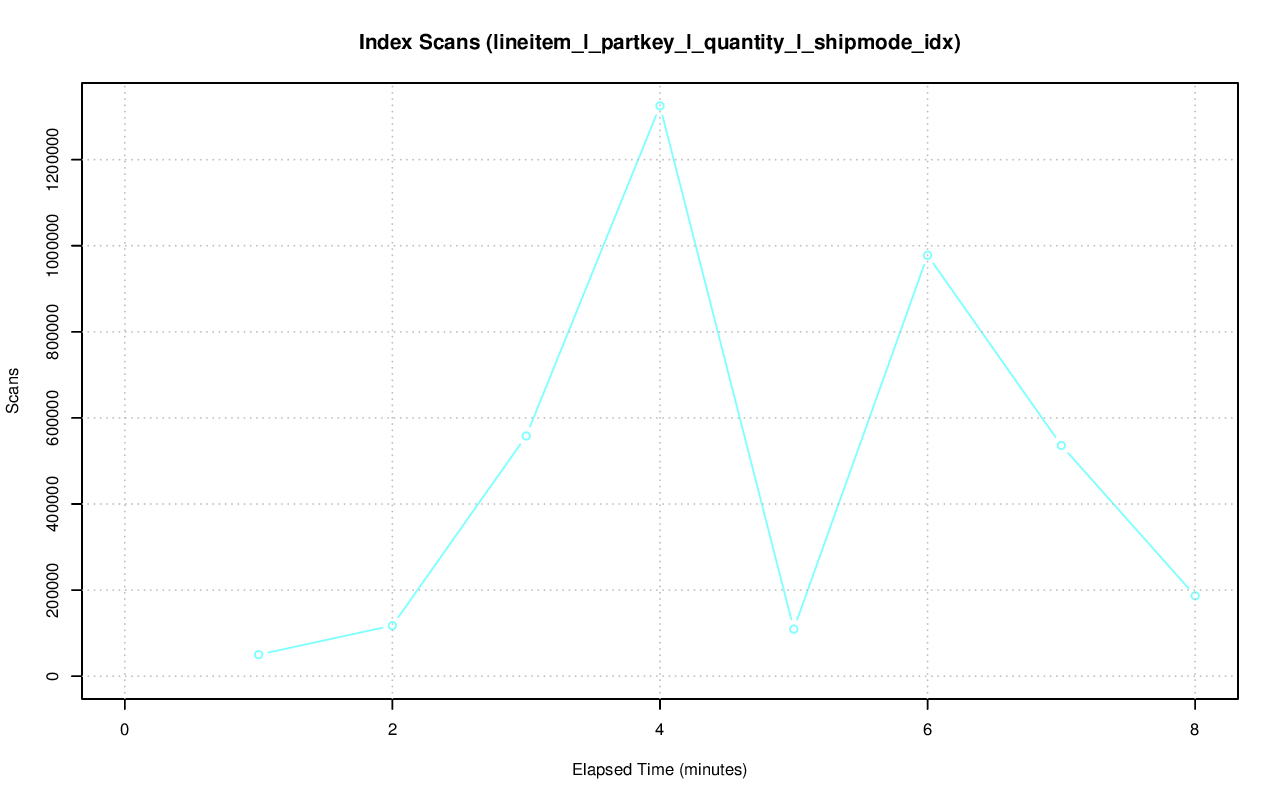 Index Scans (lineitem_l_partkey_l_quantity_l_shipmode_idx)
Scans
1200000
1000000
800000
600000
400000
200000
0
0 2 4 6 8
Elapsed Time (minutes)